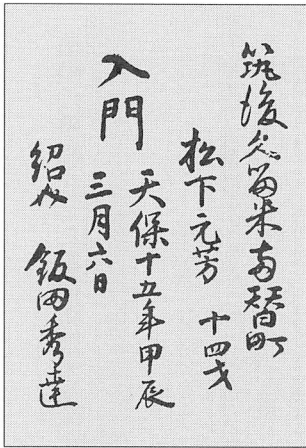 筑後久留米両替町
松下元芳 十四才
入門 天保十五年甲辰
三月六日
紹介 飯田秀達